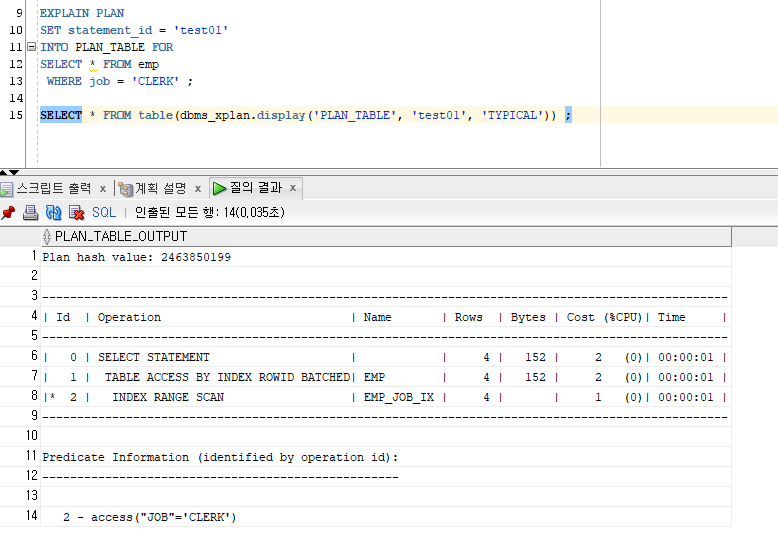 9 EXPLAIN PLAN
10 SET statement_id = 'test01'
11 INTO PLAN_TABLE FOR
12 SELECT * FROM emp
13 WHERE job = 'CLERK' ;
14
15 SELECT * FROM table(dbms_xplan.display('PLAN_TABLE', 'test01', 'TYPICAL')) ;
스크립트 출력 x 계획 설명 x 질의 결과 x
SQL | 인출된 모든 행: 14(0,035초)
PLAN_TABLE_OUTPUT
1 Plan hash value: 2463850199
2
3 --------------------------------------------------------------------------------------------------
4 | Id | Operation | Name | Rows | Bytes | Cost (%CPU)| Time |
5 --------------------------------------------------------------------------------------------------
6 | 0 | SELECT STATEMENT | | 4 | 152 | 2 (0)| 00:00:01 |
7 | 1 | TABLE ACCESS BY INDEX ROWID BATCHED| EMP | 4 | 152 | 2 (0)| 00:00:01 |
8 |* 2 | INDEX RANGE SCAN | EMP_JOB_IX | 4 | | 1 (0)| 00:00:01 |
9 --------------------------------------------------------------------------------------------------
10
11 Predicate Information (identified by operation id):
12 ---------------------------------------------------
13
14 2 - access("JOB"='CLERK')